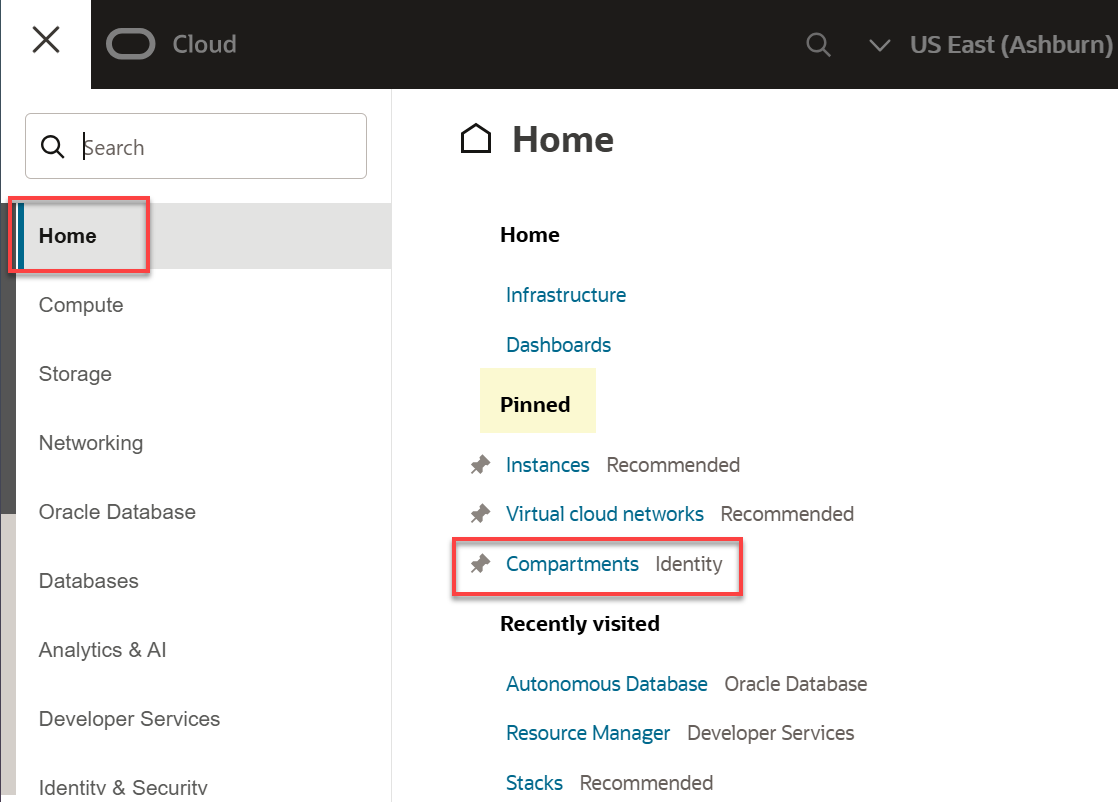 Cloud
US East (Ashburn)
Search
Home
Compute
Storage
Networking
Oracle Database
Databases
Analytics & AI
Developer Services
Identity & Security
Home
Home
Infrastructure
Dashboards
Pinned
Instances Recommended
Virtual cloud networks Recommended
Compartments Identity
Recently visited
Autonomous Database Oracle Database
Resource Manager Developer Services
Stacks Recommended